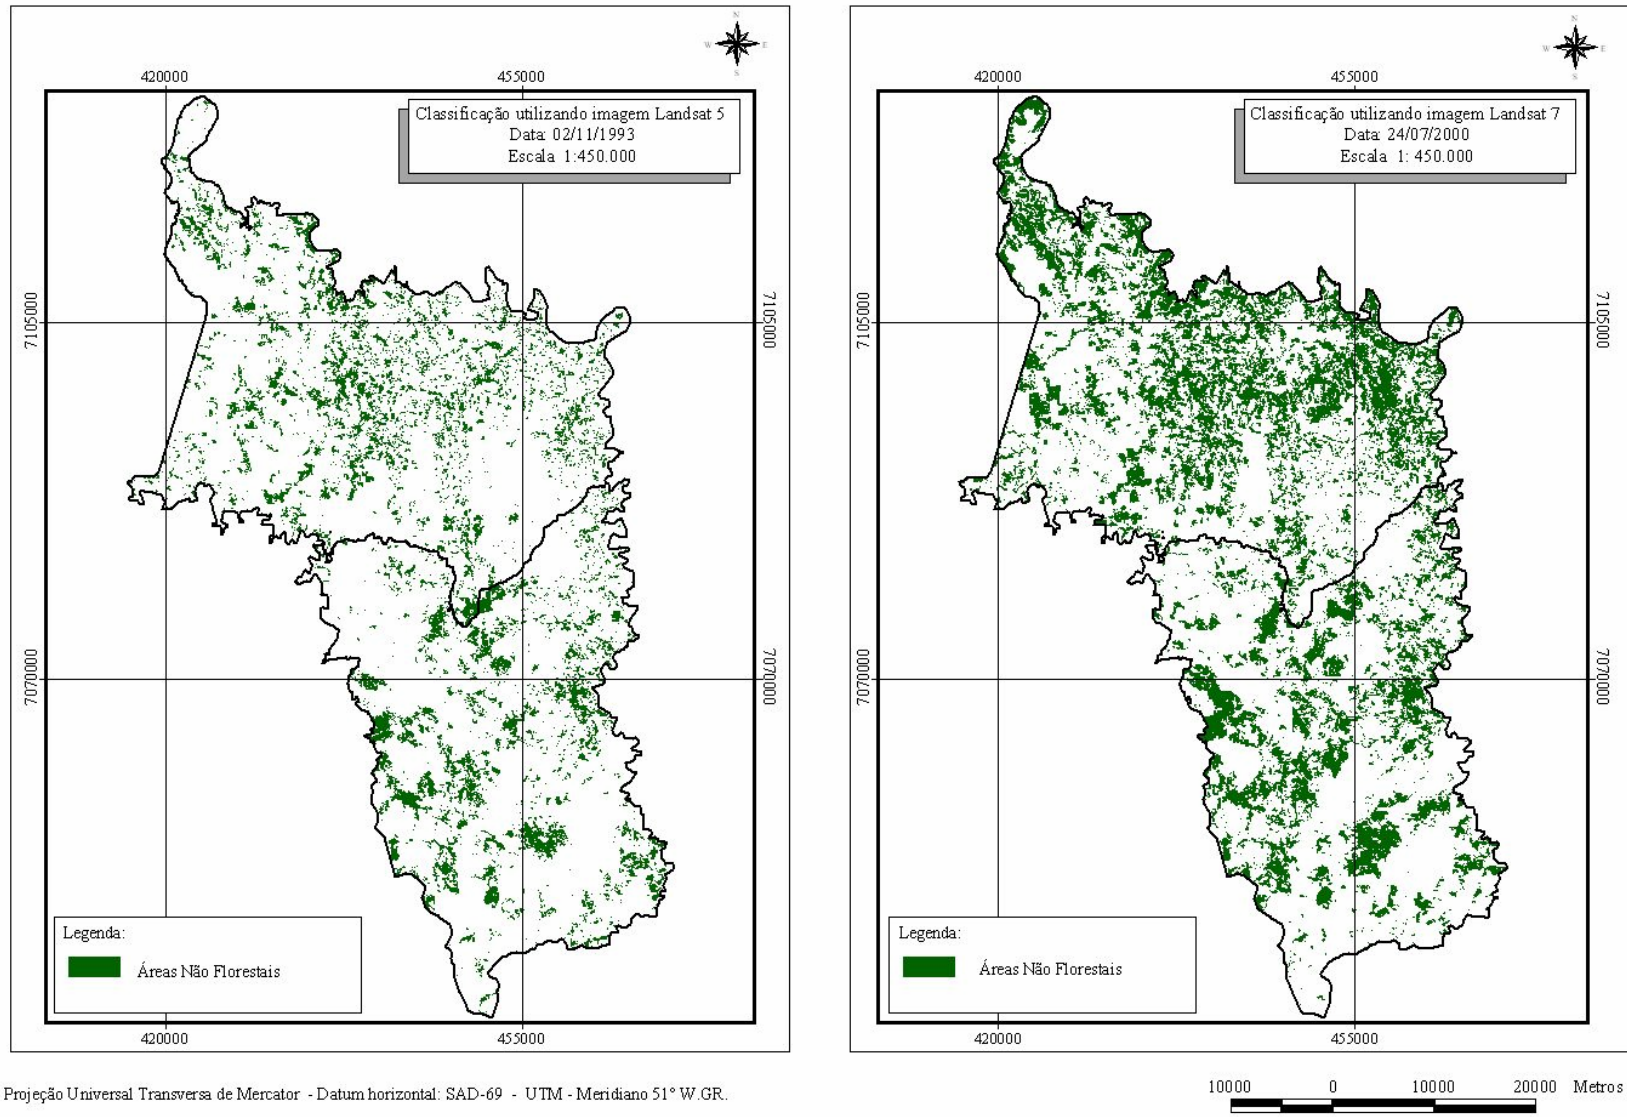 N
W E
S
420000 455000
Classificação utilizando imagem Landsat 5
Data: 02/11/1993
Escala 1:450.000
7105000 7105000
7070000 7070000
Legenda:
Áreas Não Florestais
420000 455000
N
W E
S
420000 455000
Classificação utilizando imagem Landsat 7
Data: 24/07/2000
Escala 1: 450.000
7105000 7105000
7070000 7070000
Legenda:
Áreas Não Florestais
420000 455000
Projeção Universal Transversa de Mercator - Datum horizontal: SAD-69 - UTM - Meridiano 51° W.GR.
10000 0 10000 20000 Metros